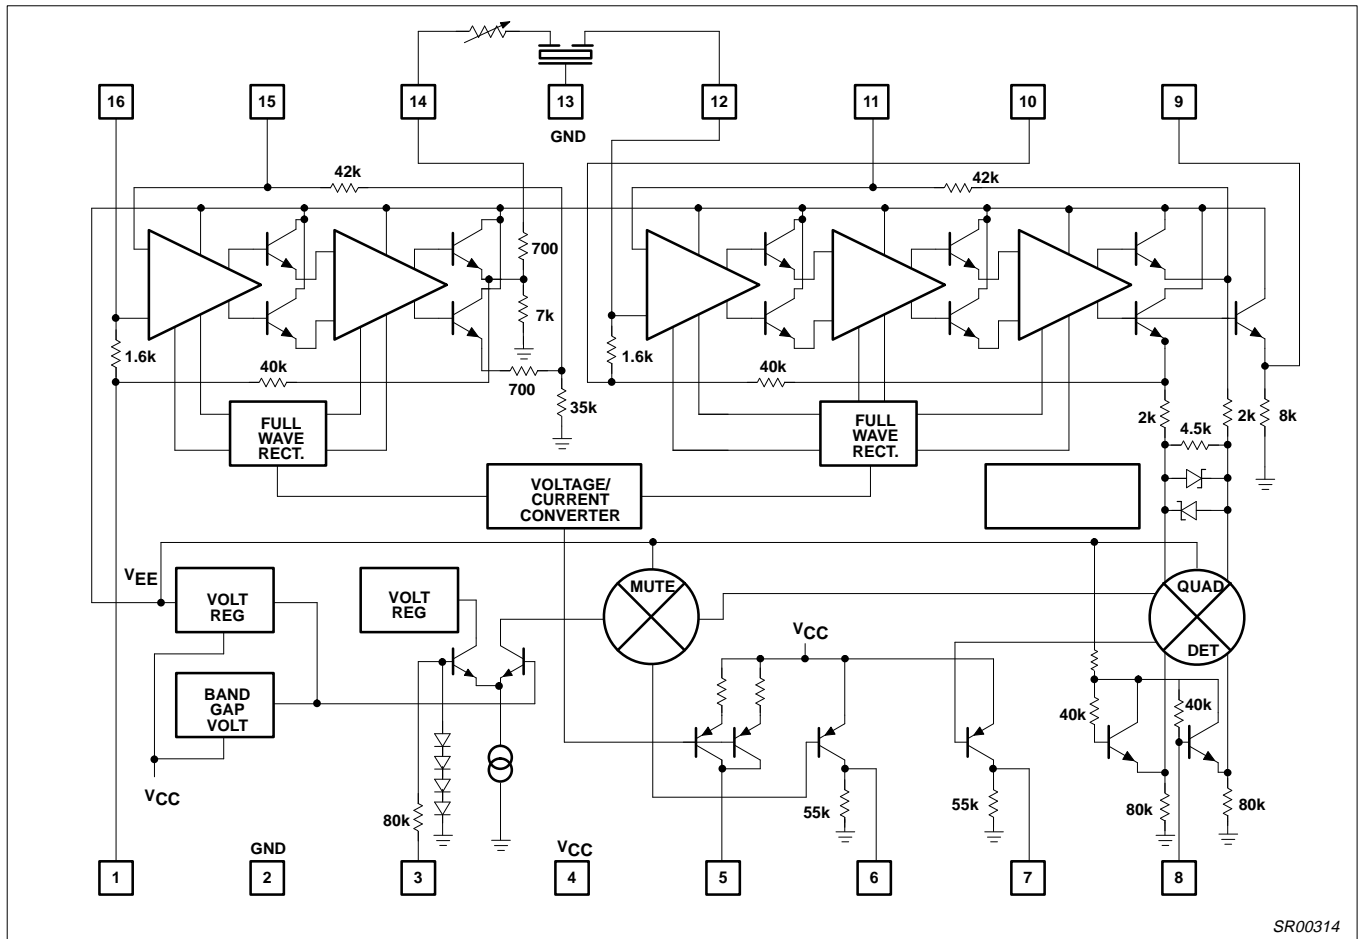 16
15
14
13
12
11
10
9
GND
42k
42k
700
7k
1.6k
40k
700
35k
1.6k
40k
2k
2k
8k
4.5k
FULL
WAVE
RECT.
FULL
WAVE
RECT.
VOLTAGE/
CURRENT
CONVERTER
VEE
VOLT
REG
VOLT
REG
MUTE
QUAD
DET
VCC
BAND
GAP
VOLT
VCC
40k
40k
80k
55k
55k
80k
80k
GND
VCC
1
2
3
4
5
6
7
8
SR00314